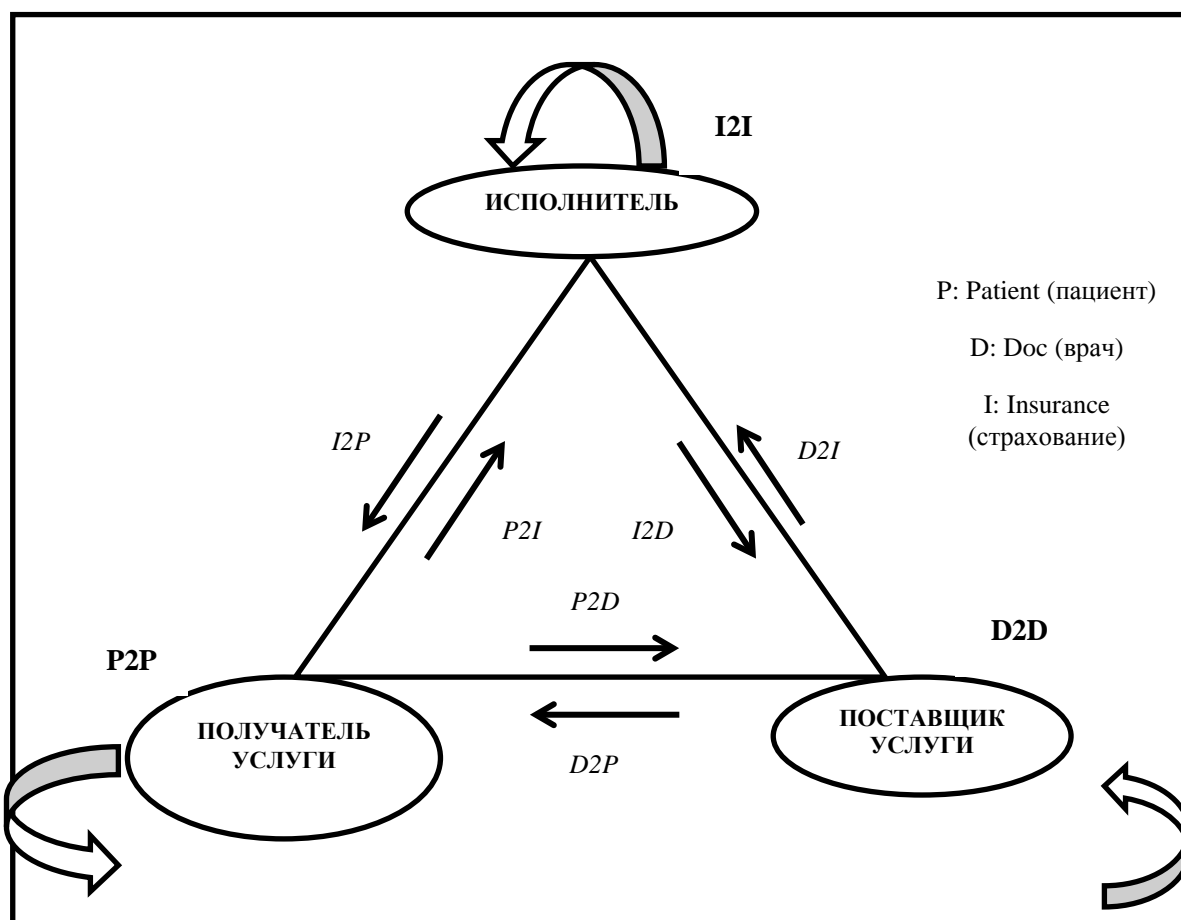 I2I
ИСПОЛНИТЕЛЬ
P: Patient (пациент)
D: Doc (врач)
I: Insurance
(страхование)
I2P
D2I
P2I
I2D
P2D
D2D
P2P
ПОЛУЧАТЕЛЬ
УСЛУГИ
ПОСТАВЩИК
УСЛУГИ
D2P